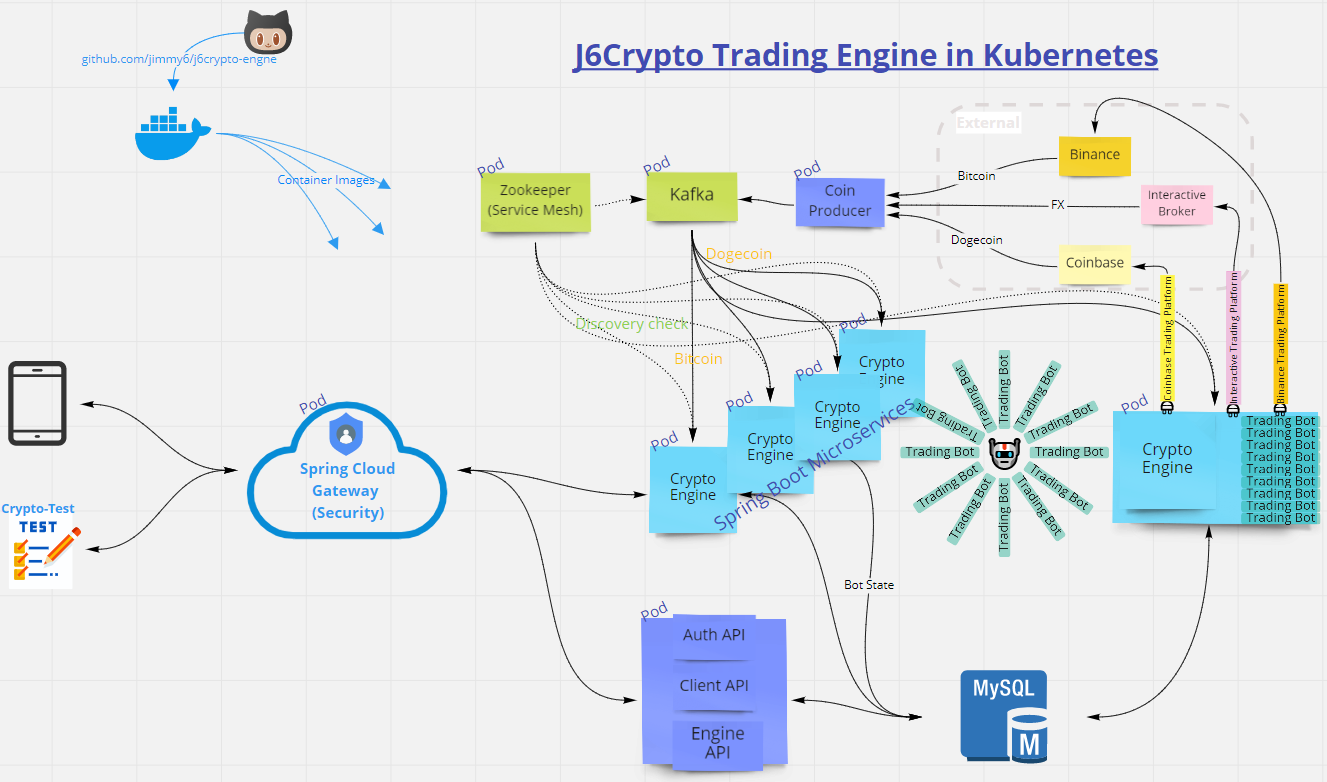 J6Crypto Trading Engine in Kubernetes
github.com/jimmy6/j6crypto-engne
Container Images
External
Binance
Bitcoin
Interactive
Broker
FX
Dogecoin
Coinbase
Pod
Zookeeper
(Service Mesh)
Pod
Kafka
Pod
Coin
Producer
Dogecoin
Discovery check
Bitcoin
Coinbase Trading Platform
Interactive Trading Platform
Binance Trading Platform
Pod
Crypto
Engine
Pod
Crypto
Engine
Pod
Crypto
Engine
Pod
Crypto
Engine
Spring Boot Microservices
Trading Bot
Trading Bot
Trading Bot
Trading Bot
Trading Bot
Trading Bot
Trading Bot
Trading Bot
Trading Bot
Trading Bot
Trading Bot
Trading Bot
Pod
Crypto
Engine
Trading Bot
Trading Bot
Trading Bot
Trading Bot
Trading Bot
Trading Bot
Trading Bot
Trading Bot
Trading Bot
Pod
Spring Cloud
Gateway
(Security)
Crypto-Test
TEST
Bot State
Pod
Auth API
Client API
Engine
API
MySQL
M